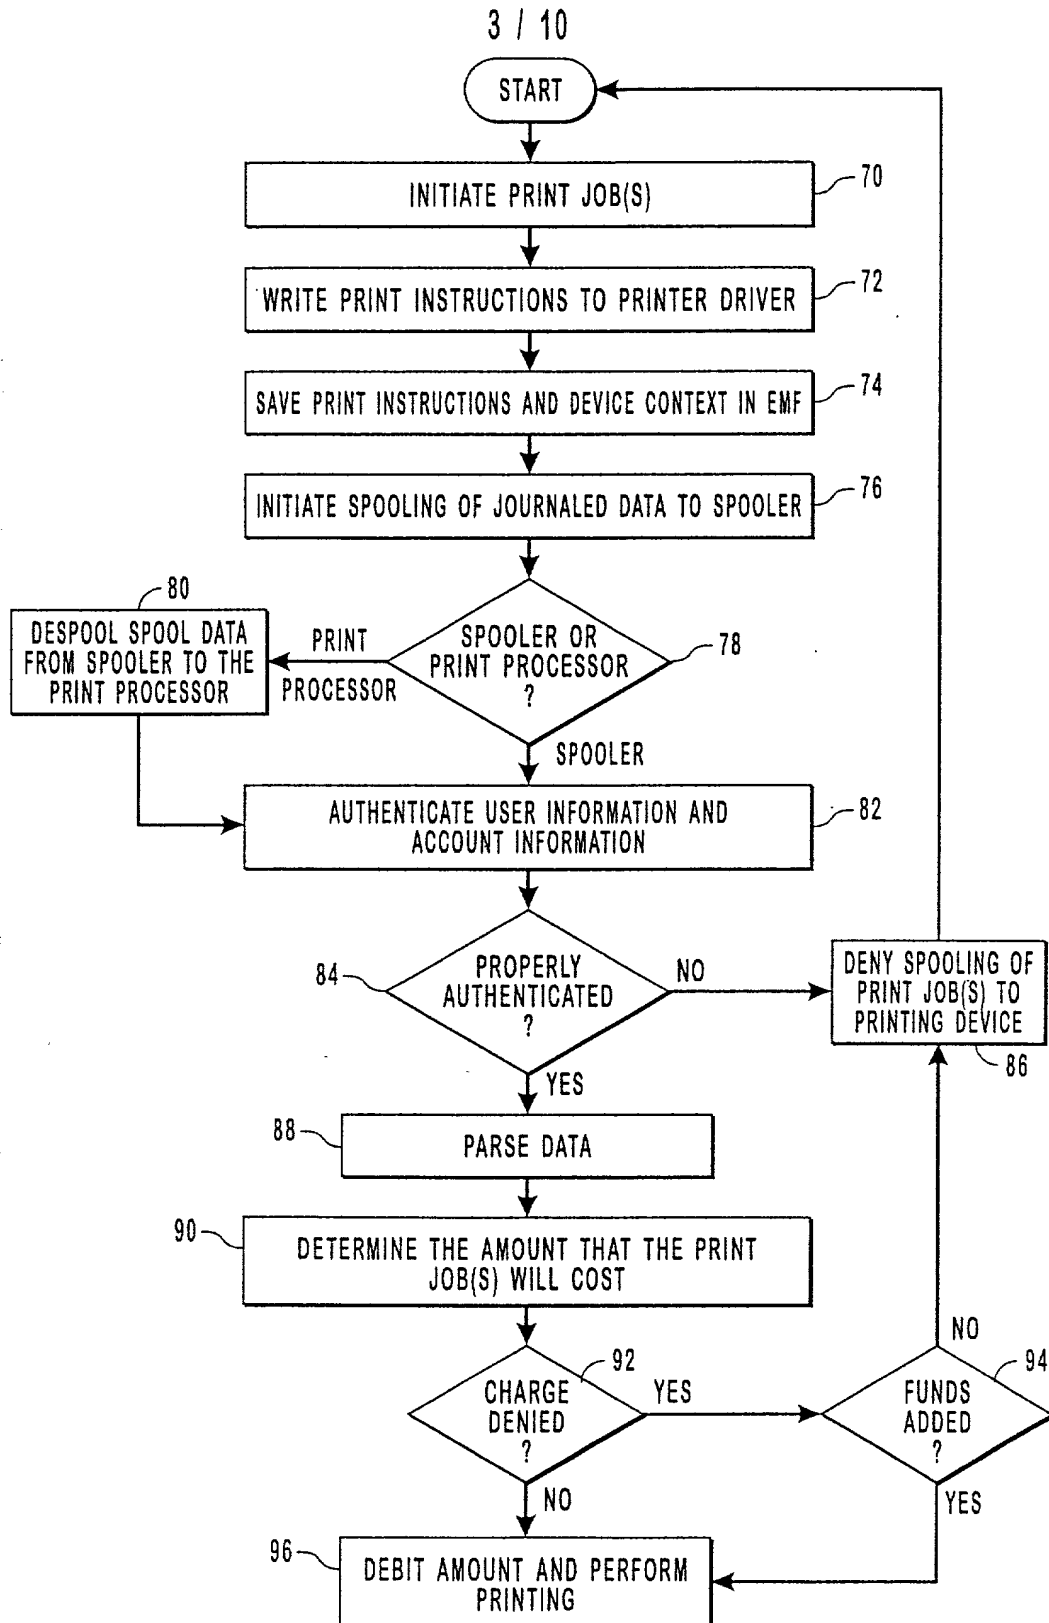 3 / 10
START
INITIATE PRINT JOB(S)
70
WRITE PRINT INSTRUCTIONS TO PRINTER DRIVER
72
SAVE PRINT INSTRUCTIONS AND DEVICE CONTEXT IN EMF
74
INITIATE SPOOLING OF JOURNALED DATA TO SPOOLER
76
80
DESPOOL SPOOL DATA
FROM SPOOLER TO THE
PRINT PROCESSOR
PRINT
PROCESSOR
SPOOLER OR
PRINT PROCESSOR
?
78
SPOOLER
AUTHENTICATE USER INFORMATION AND
ACCOUNT INFORMATION
82
84
PROPERLY
AUTHENTICATED
?
NO
DENY SPOOLING OF
PRINT JOB(S) TO
PRINTING DEVICE
86
YES
88
PARSE DATA
90
DETERMINE THE AMOUNT THAT THE PRINT
JOB(S) WILL COST
92
CHARGE
DENIED
?
YES
NO
94
FUNDS
ADDED
?
NO
YES
96
DEBIT AMOUNT AND PERFORM
PRINTING